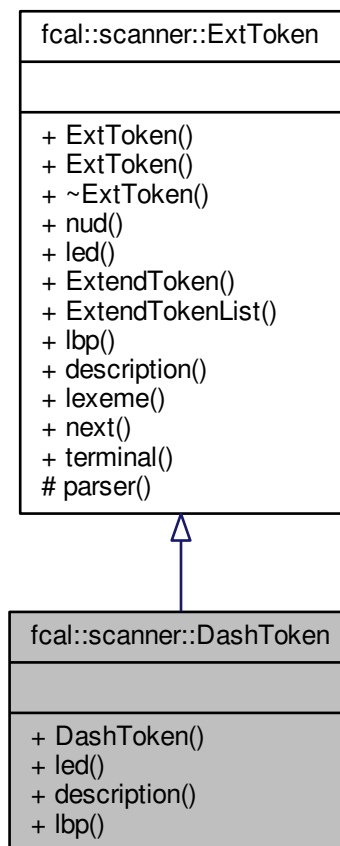 fcal::scanner::ExtToken
+ ExtToken()
+ ExtToken()
+ ~ExtToken()
+ nud()
+ led()
+ ExtendToken()
+ ExtendTokenList()
+ lbp()
+ description()
+ lexeme()
+ next()
+ terminal()
# parser()
fcal::scanner::DashToken
+ DashToken()
+ led()
+ description()
+ lbp()